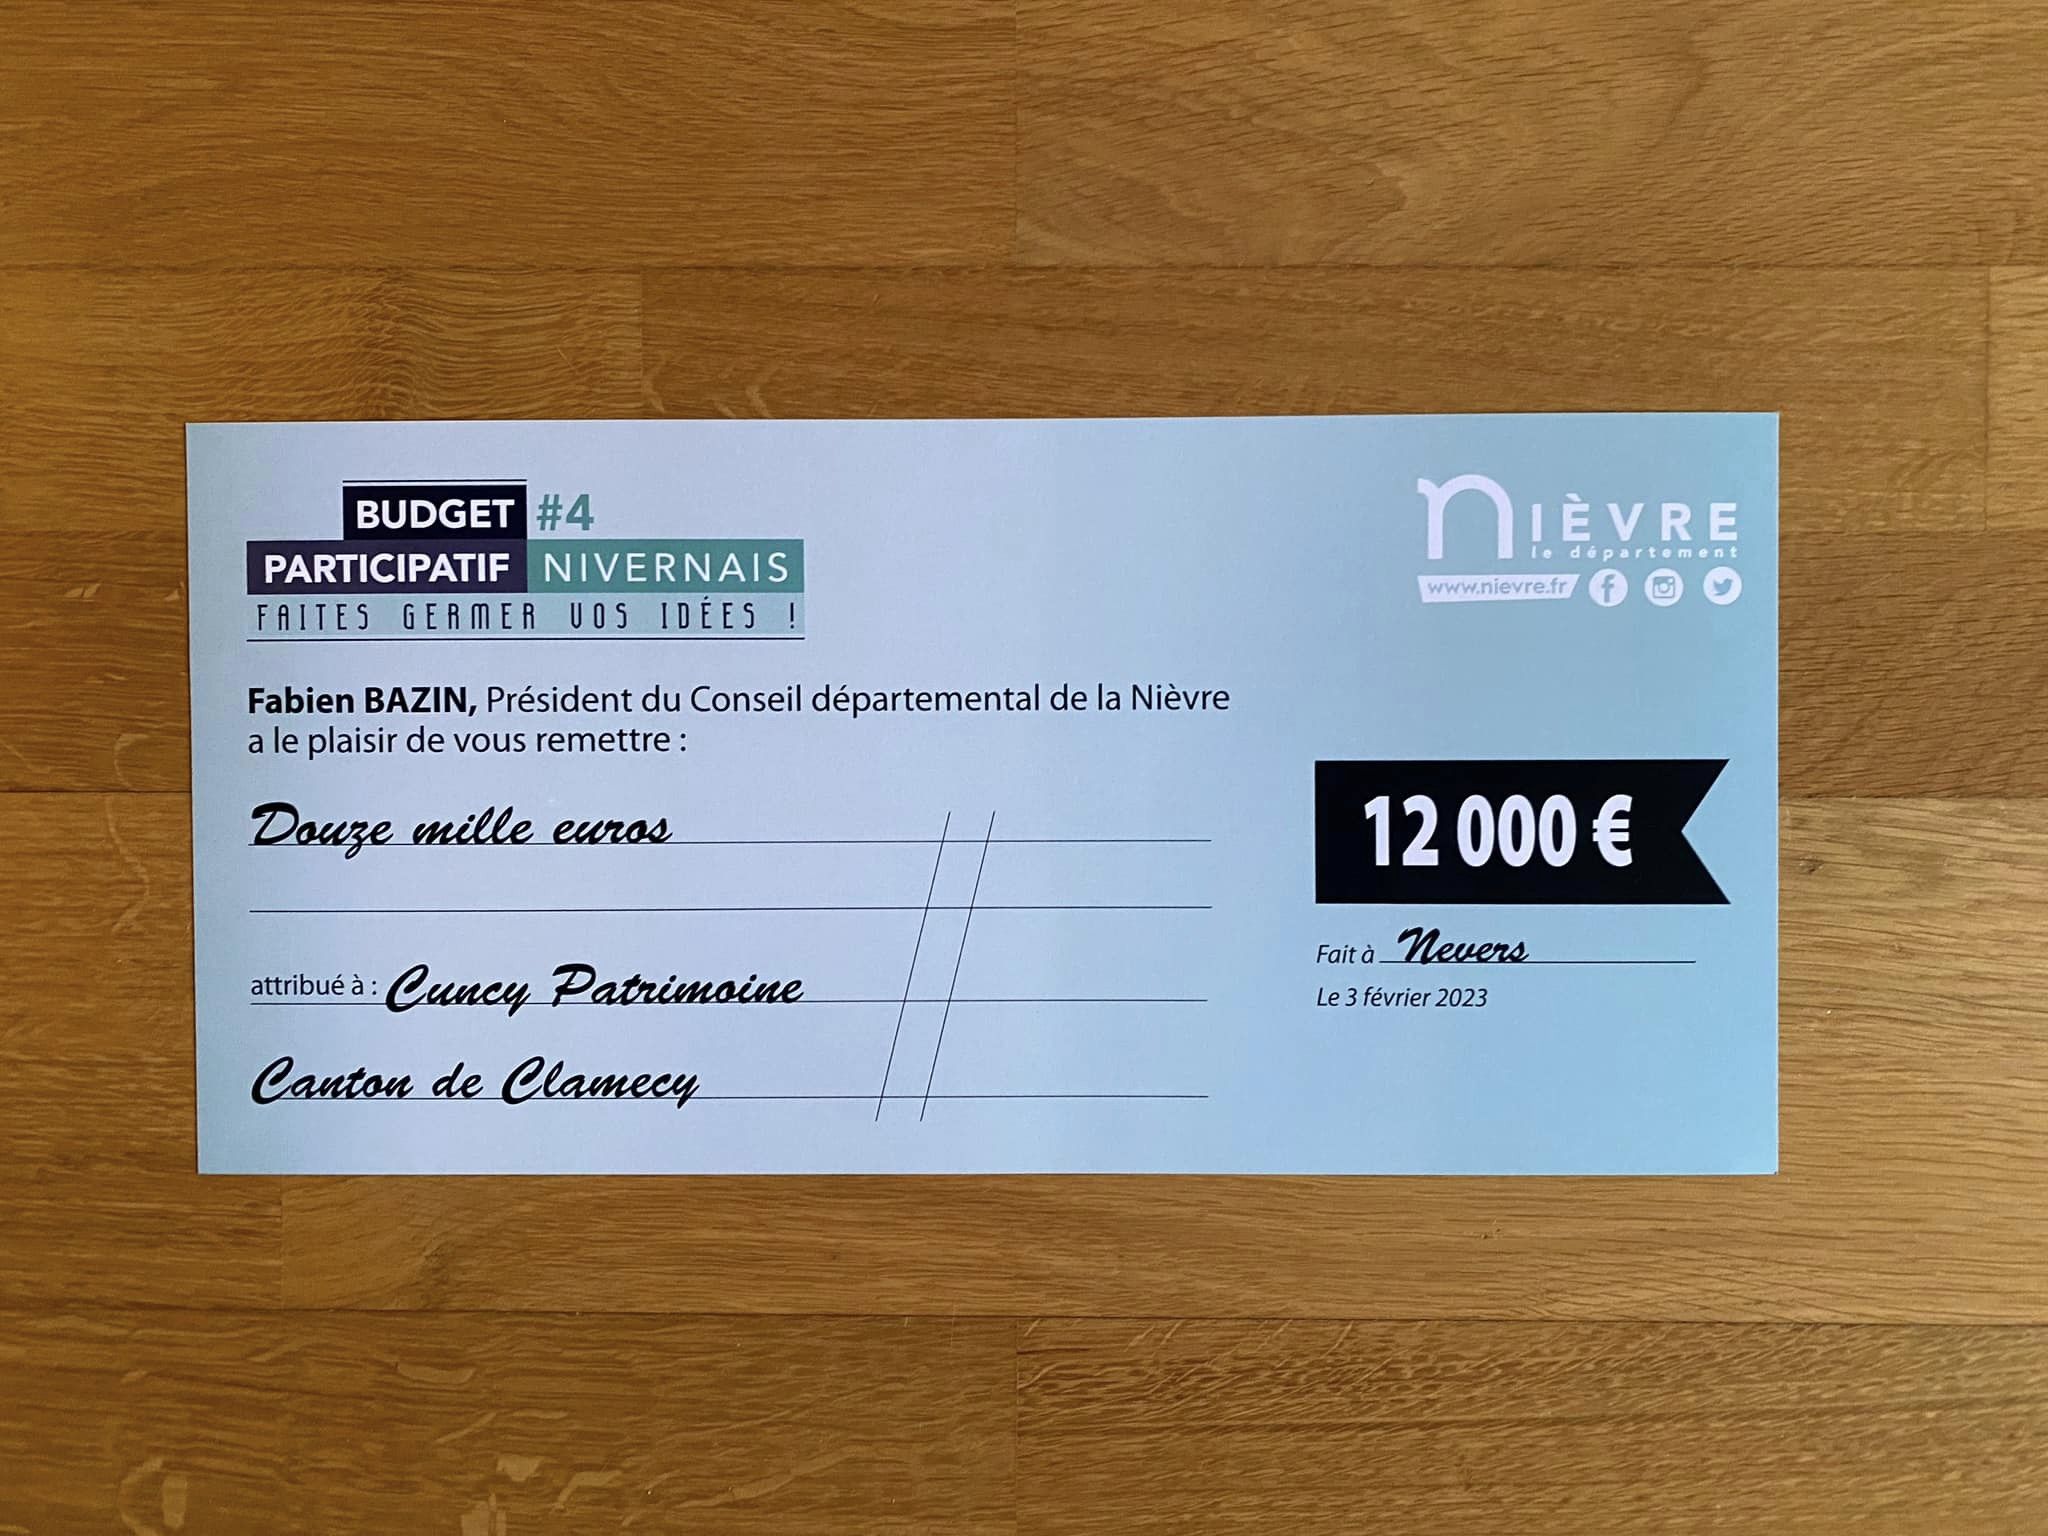 BUDGET #4
PARTICIPATIF NIVERNAIS
FAITES GERMER VOS IDÉES !
NIÈVRE
le département
www.nievre.fr
Fabien BAZIN, Président du Conseil départemental de la Nièvre
a le plaisir de vous remettre :
Douze mille euros
12 000 €
attribué à : Cuncy Patrimoine
Canton de Clamecy
Fait à Nevers
Le 3 février 2023